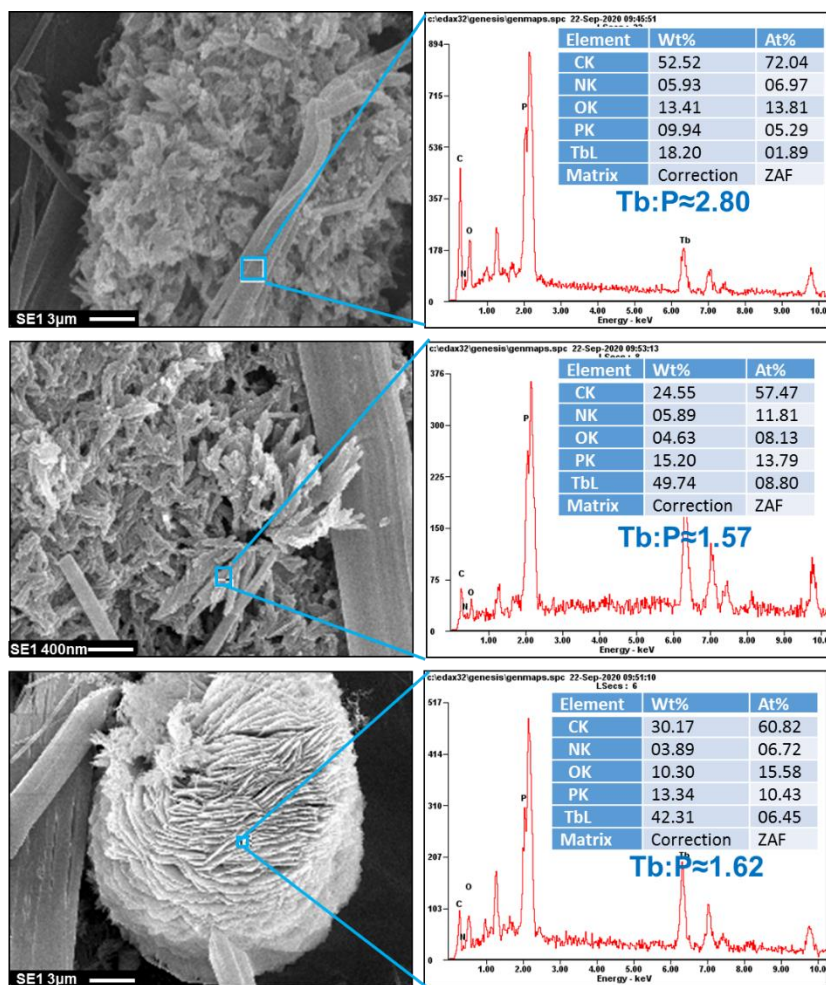 c:\edax32\genesis\genmaps.spc 22-Sep-2020 09:45:51
894
715
536
357
178
0
C
N
O
P
Tb
1.00 2.00 3.00 4.00 5.00 6.00 7.00 8.00 9.00 10.0
Energy - keV
Element Wt% At%
CK 52.52 72.04
NK 05.93 06.97
OK 13.41 13.81
PK 09.94 05.29
TbL 18.20 01.89
Matrix Correction ZAF
Tb:P≈2.80
SE1 3µm
c:\edax32\genesis\genmaps.spc 22-Sep-2020 09:53:13
LSecs : 8
376
300
225
150
75
0
C
N
O
P
1.00 2.00 3.00 4.00 5.00 6.00 7.00 8.00 9.00 10.0
Energy - keV
Element Wt% At%
CK 24.55 57.47
NK 05.89 11.81
OK 04.63 08.13
PK 15.20 13.79
TbL 49.74 08.80
Matrix Correction ZAF
Tb:P≈1.57
SE1 400nm
c:\edax32\genesis\genmaps.spc 22-Sep-2020 09:51:10
LSecs : 6
517
414
310
207
103
0
C
N
O
P
Tb
1.00 2.00 3.00 4.00 5.00 6.00 7.00 8.00 9.00 10.0
Energy - keV
Element Wt% At%
CK 30.17 60.82
NK 03.89 06.72
OK 10.30 15.58
PK 13.34 10.43
TbL 42.31 06.45
Matrix Correction ZAF
Tb:P≈1.62
SE1 3µm